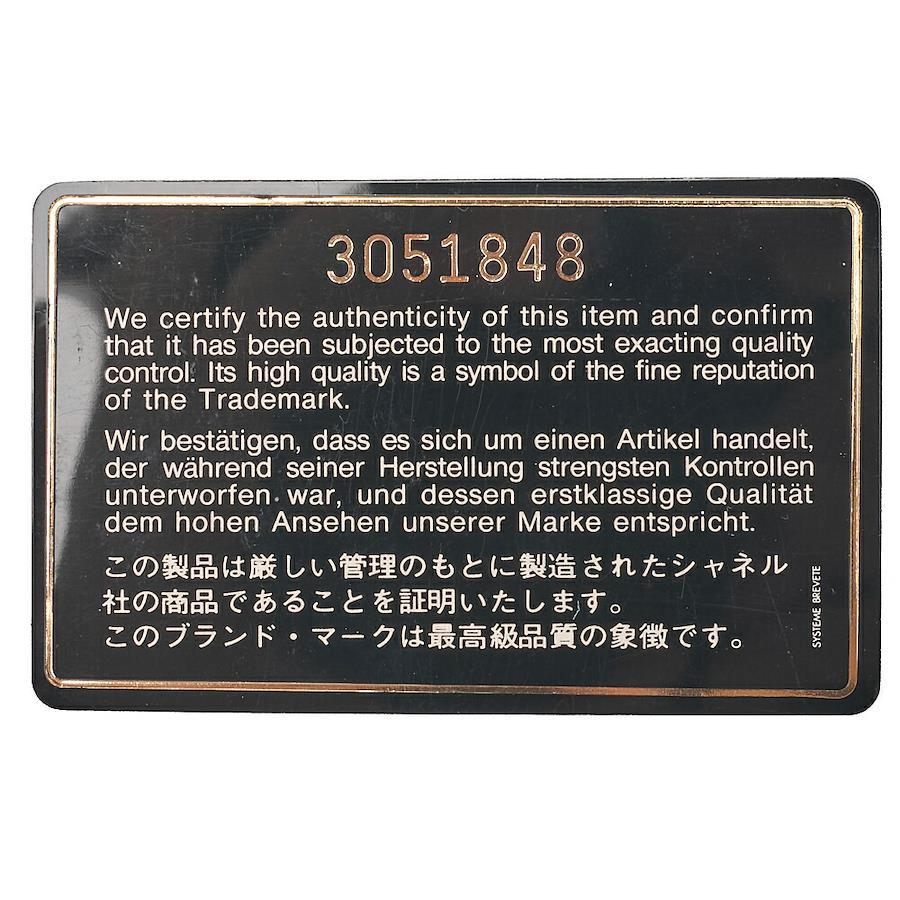 3051848
We certify the authenticity of this item and confirm
that it has been subjected to the most exacting quality
control. Its high quality is a symbol of the fine reputation
of the Trademark.
Wir bestätigen, dass es sich um einen Artikel handelt,
der während seiner Herstellung strengsten Kontrollen
unterworfen war, und dessen erstklassige Qualität
dem hohen Ansehen unserer Marke entspricht.
この製品は厳しい管理のもとに製造されたシャネル
社の商品であることを証明いたします。
このブランド・マークは最高級品質の象徴です。
SYSTEME BREVETE